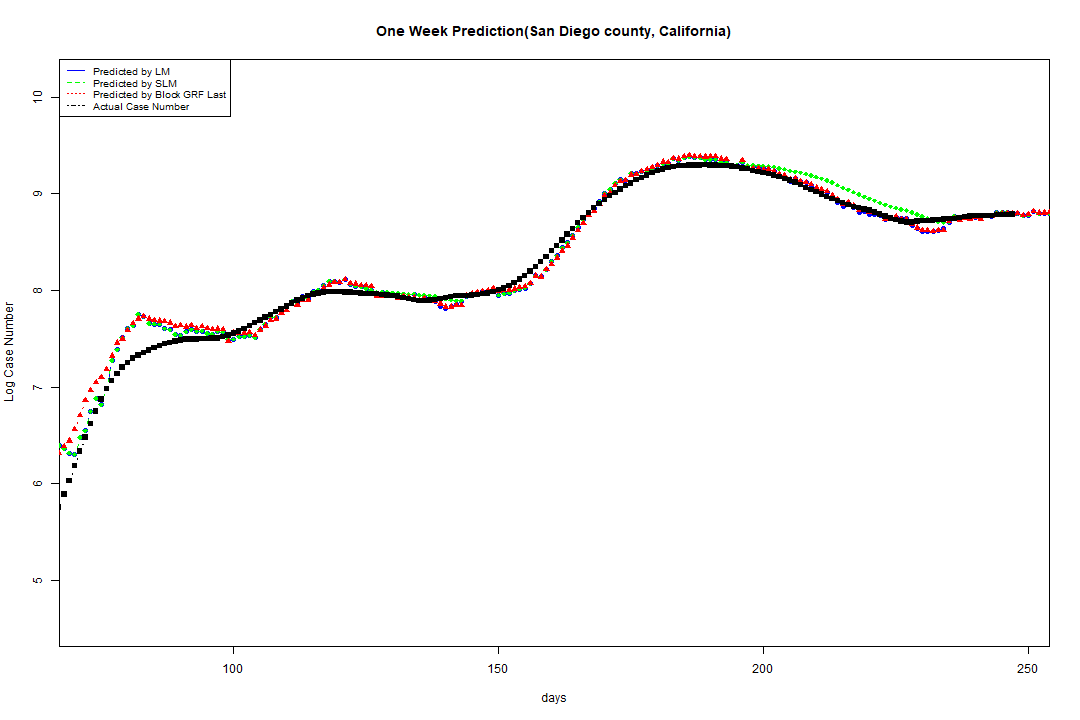 One Week Prediction(San Diego county, California)
Predicted by LM
Predicted by SLM
Predicted by Block GRF Last
Actual Case Number
10
9
8
7
6
5
Log Case Number
100 150 200 250
days